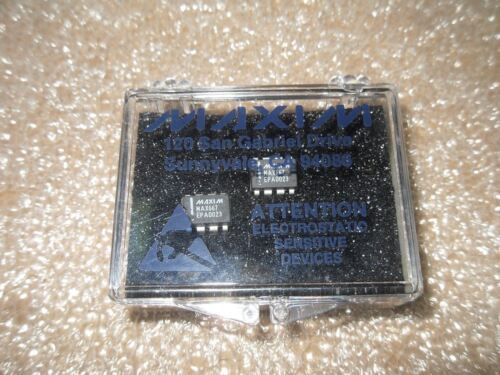 MAXIM
120 San Gabriel Drive
Sunnyvale, CA 94086
MAX667
EPA0023
MAXIM
MAX667
EPA0023
ATTENTION
ELECTROSTATIC
SENSITIVE
DEVICES